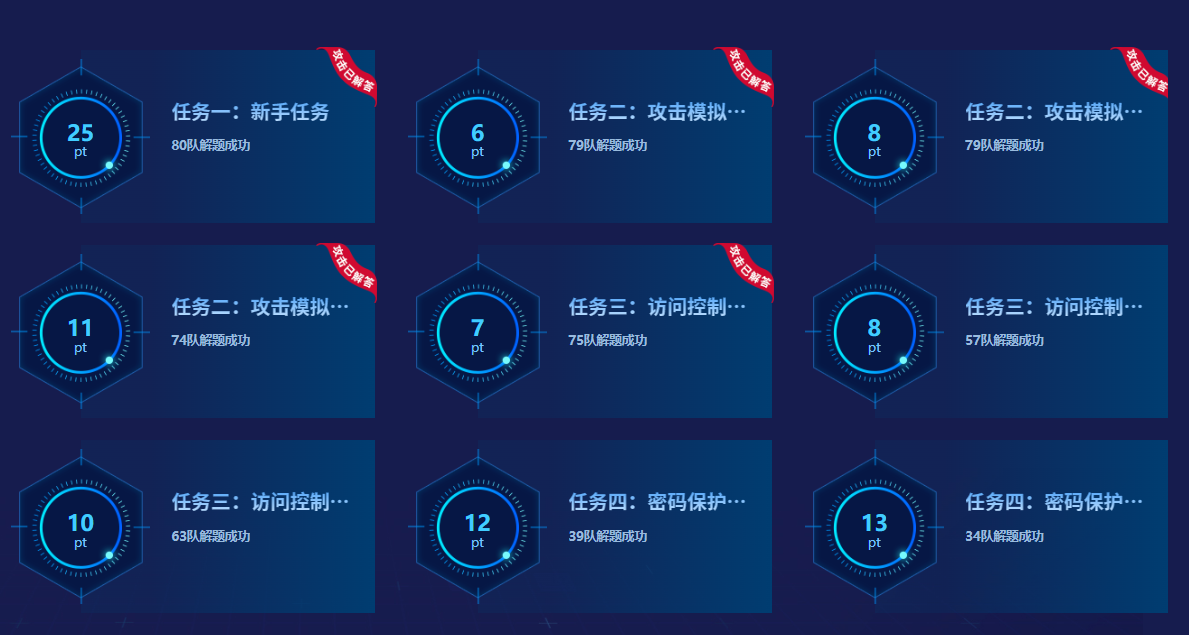 攻击已解答
25
pt
任务一：新手任务
80队解题成功
攻击已解答
6
pt
任务二：攻击模拟···
79队解题成功
攻击已解答
8
pt
任务二：攻击模拟···
79队解题成功
攻击已解答
11
pt
任务二：攻击模拟···
74队解题成功
攻击已解答
7
pt
任务三：访问控制···
75队解题成功
8
pt
任务三：访问控制···
57队解题成功
10
pt
任务三：访问控制···
63队解题成功
12
pt
任务四：密码保护···
39队解题成功
13
pt
任务四：密码保护···
34队解题成功